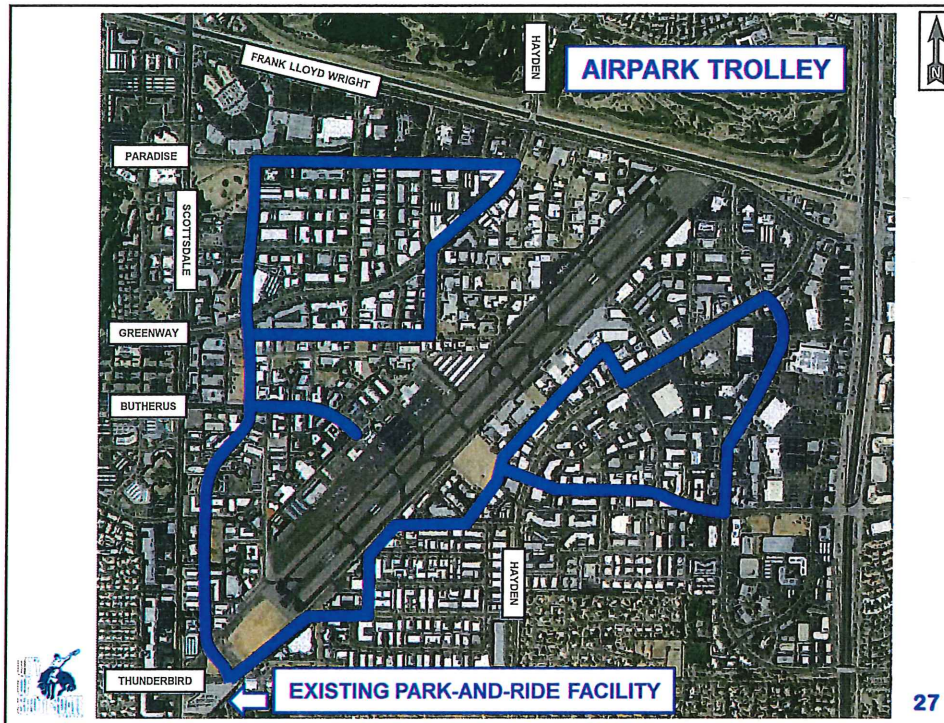 HAYDEN
AIRPARK TROLLEY
N
FRANK LLOYD WRIGHT
PARADISE
SCOTTSDALE
GREENWAY
BUTHERUS
HAYDEN
THUNDERBIRD
EXISTING PARK-AND-RIDE FACILITY
27